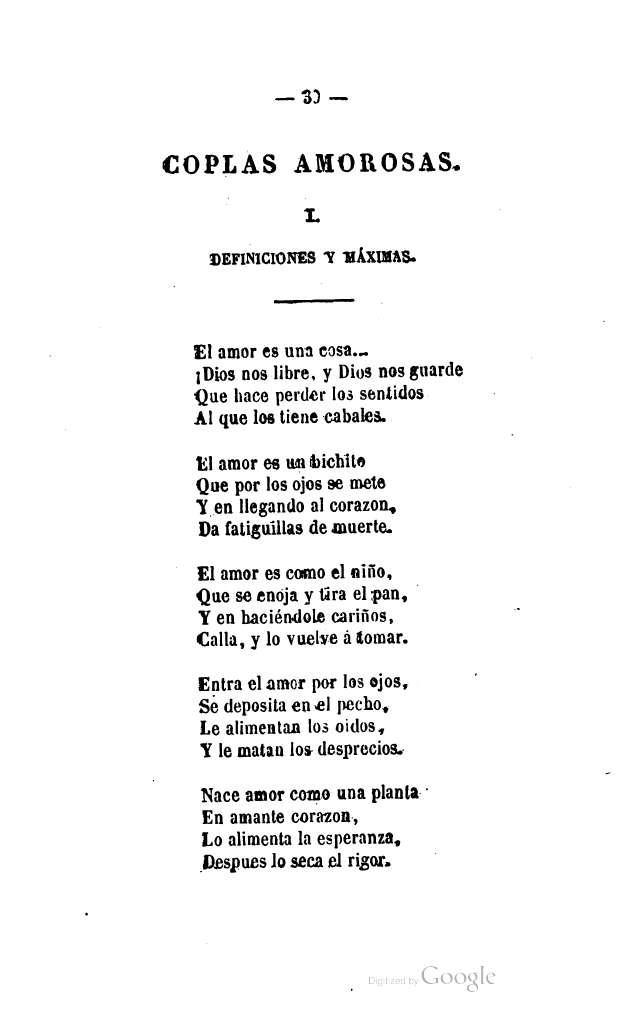 — 30 —
COPLAS AMOROSAS.
I.
DEFINICIONES Y MÁXIMAS.
El amor es una cosa...
¡Dios nos libre, y Dios nos guarde
Que hace perder los sentidos
Al que los tiene cabales.
El amor es un bichito
Que por los ojos se mete
Y en llegando al corazon,
Da fatiguillas de muerte.
El amor es como el niño,
Que se enoja y tira el pan,
Y en haciéndole cariños,
Calla, y lo vuelve á tomar.
Entra el amor por los ojos,
Se deposita en el pecho,
Le alimentan los oidos,
Y le matan los desprecios.
Nace amor como una planta
En amante corazon,
Lo alimenta la esperanza,
Despues lo seca el rigor.
Digitized by Google